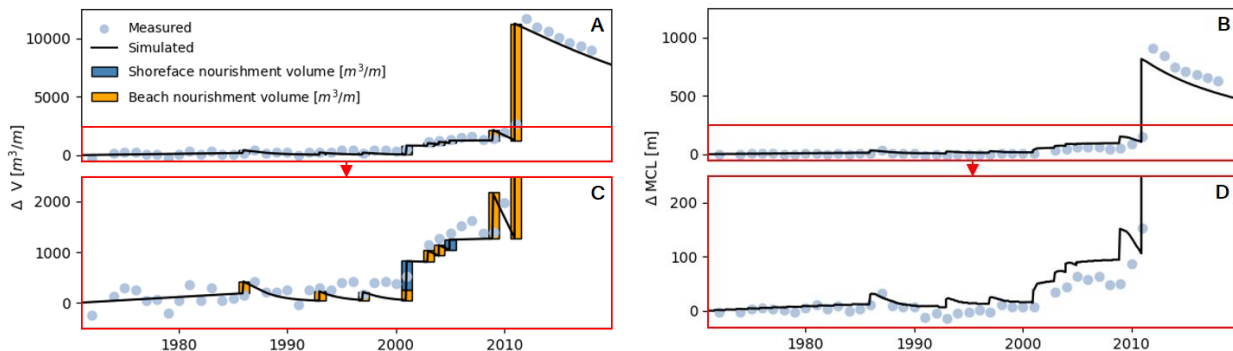 A
Measured
Simulated
Shoreface nourishment volume [m³/m]
Beach nourishment volume [m³/m]
10000
5000
0
Δ V [m³/m]
B
1000
500
0
Δ MCL [m]
C
2000
1000
0
1980 1990 2000 2010
D
200
100
0
1980 1990 2000 2010